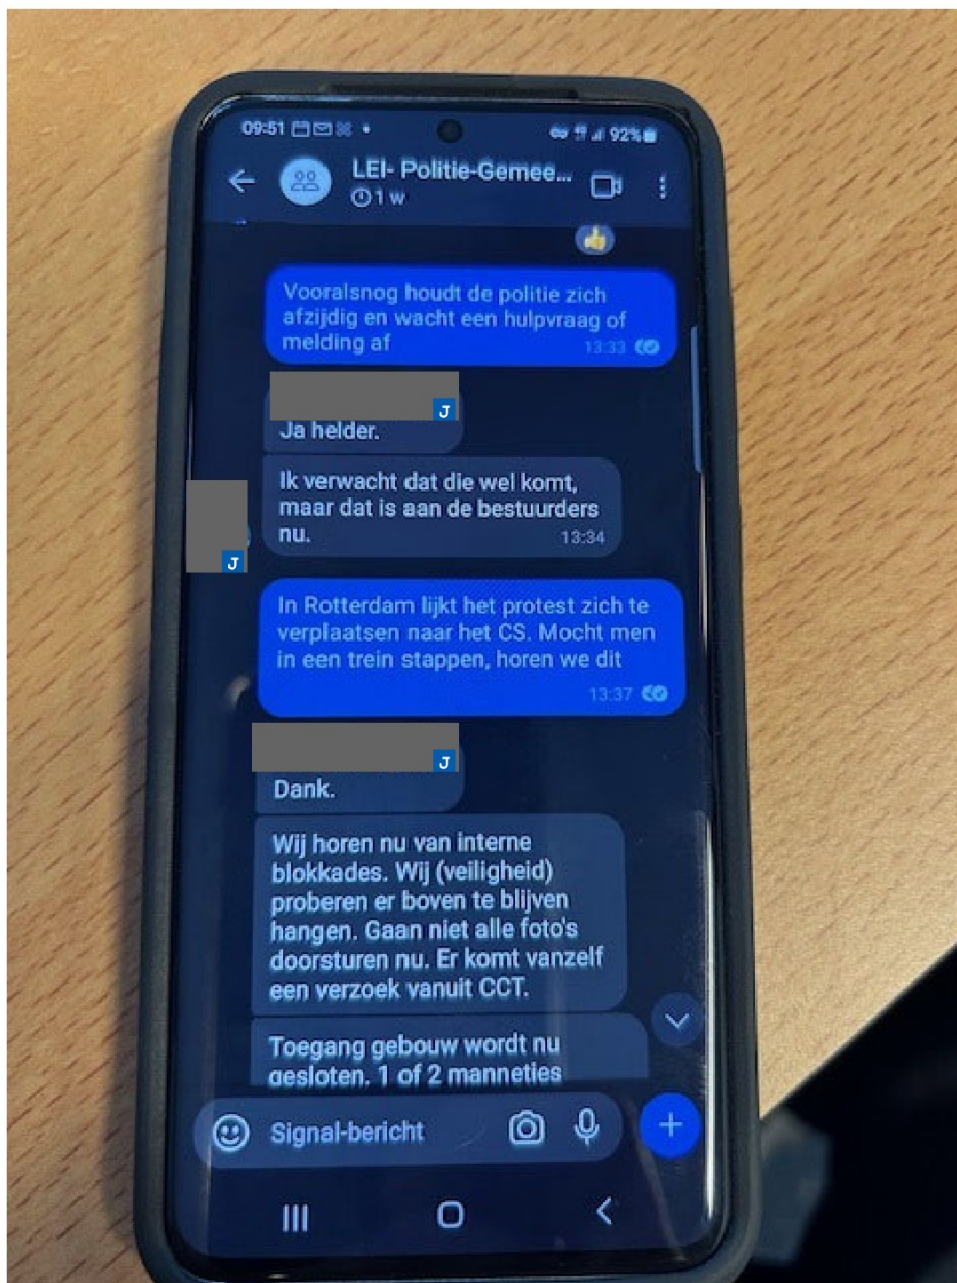 09:51 92%
LEI- Politie-Gemee...
1 w
Vooralsnog houdt de politie zich
afzijdig en wacht een hulpvraag of
melding af
13:33
J
Ja helder.
Ik verwacht dat die wel komt,
maar dat is aan de bestuurders
nu.
13:34
J
In Rotterdam lijkt het protest zich te
verplaatsen naar het CS. Mocht men
in een trein stappen, horen we dit
13:37
J
Dank.
Wij horen nu van interne
blokkades. Wij (veiligheid)
proberen er boven te blijven
hangen. Gaan niet alle foto's
doorsturen nu. Er komt vanzelf
een verzoek vanuit CCT.
Toegang gebouw wordt nu
gesloten. 1 of 2 mannetjes
Signal-bericht